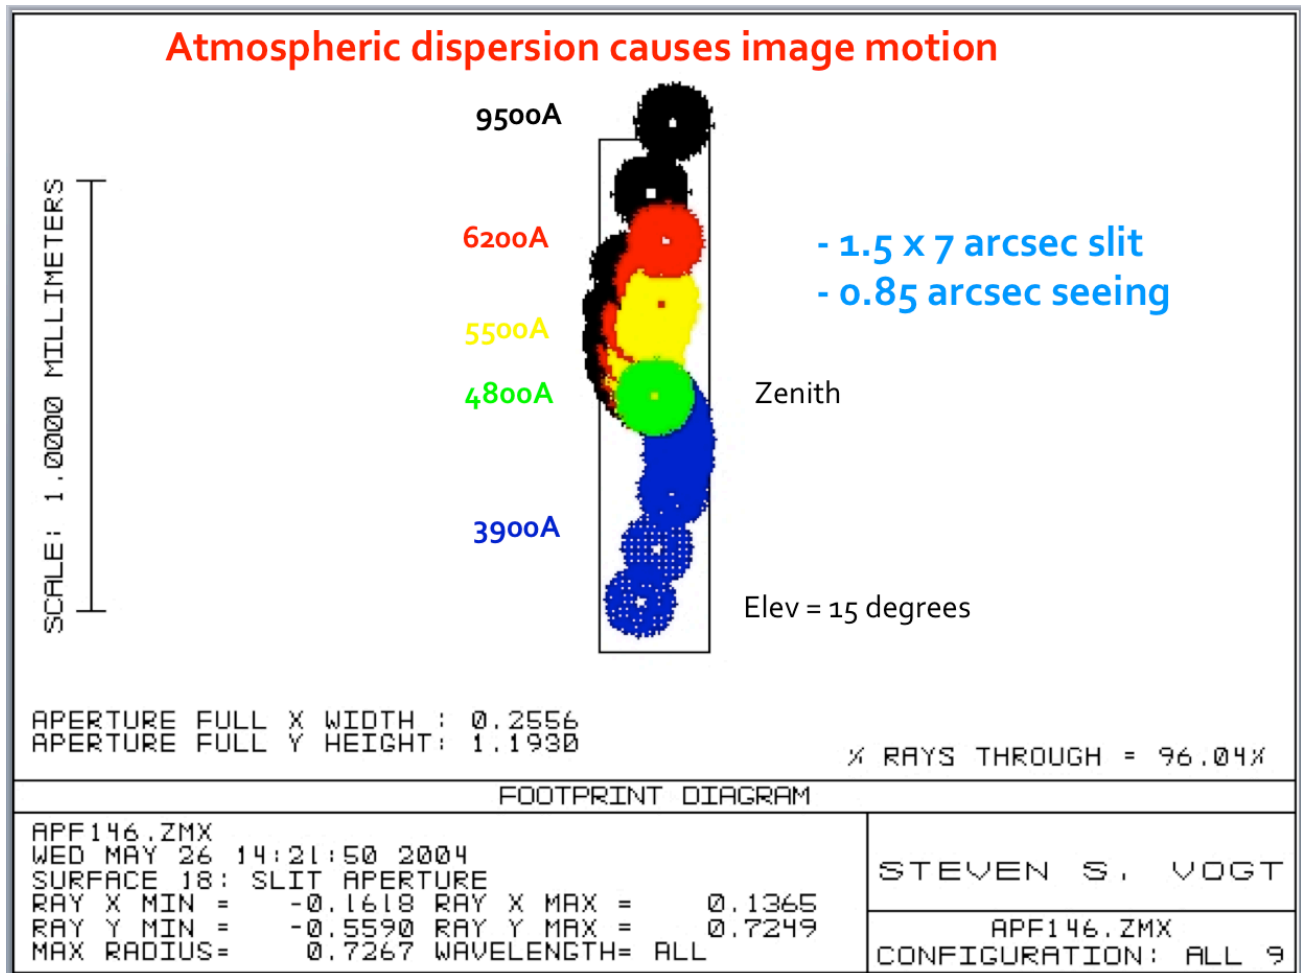 Atmospheric dispersion causes image motion
9500A
6200A
- 1.5 x 7 arcsec slit
- 0.85 arcsec seeing
5500A
4800A
Zenith
3900A
Elev = 15 degrees
SCALE: 1.0000 MILLIMETERS
APERTURE FULL X WIDTH : 0.2556
APERTURE FULL Y HEIGHT: 1.1930
% RAYS THROUGH = 96.04%
FOOTPRINT DIAGRAM
APF146.ZMX
WED MAY 26 14:21:50 2004
SURFACE 18: SLIT APERTURE
RAY X MIN = -0.1618 RAY X MAX = 0.1365
RAY Y MIN = -0.5590 RAY Y MAX = 0.7249
MAX RADIUS= 0.7267 WAVELENGTH= ALL
STEVEN S. VOGT
APF146.ZMX
CONFIGURATION: ALL 9